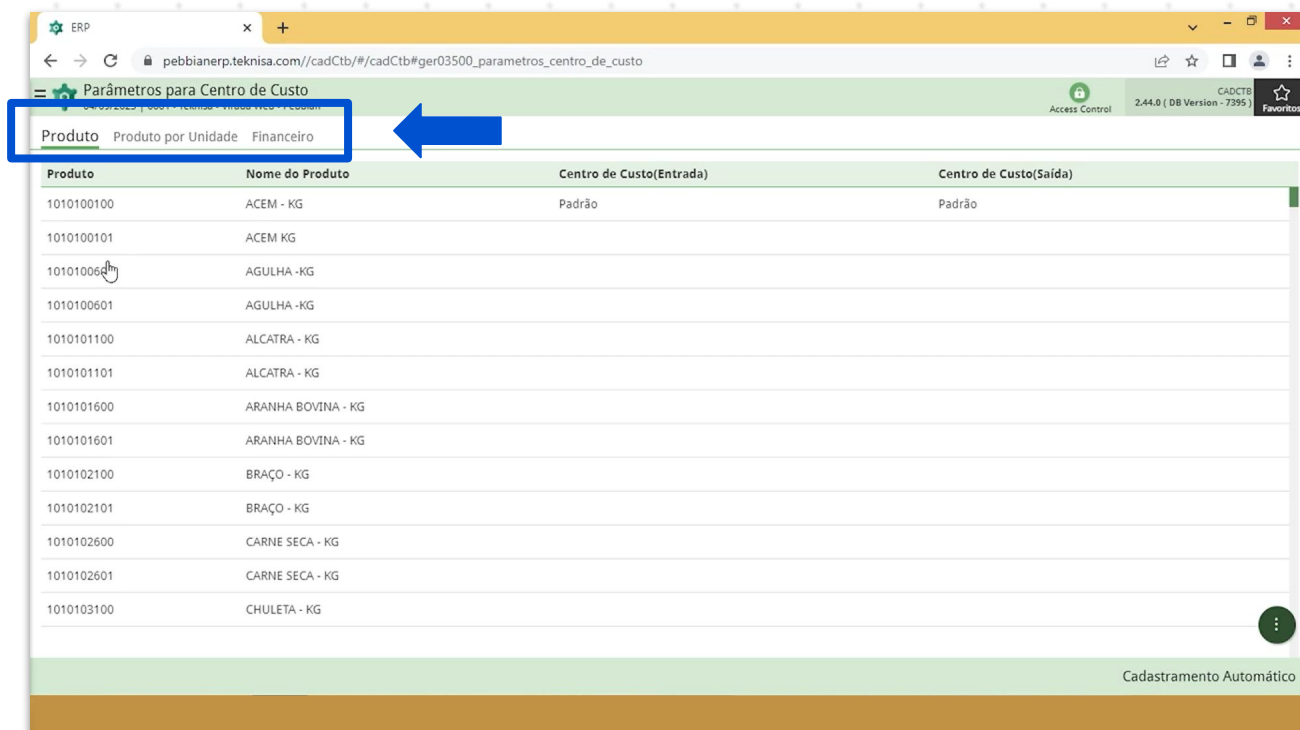 ERP
pebbianerp.teknisa.com//cadCtb/#/cadCtb#ger03500_parametros_centro_de_custo
Parâmetros para Centro de Custo
Access Control
CADCTB
2.44.0 ( DB Version - 7395 )
Favoritos
Produto Produto por Unidade Financeiro
Produto Nome do Produto Centro de Custo(Entrada) Centro de Custo(Saída)
1010100100 ACEM - KG Padrão Padrão
1010100101 ACEM KG
AGULHA -KG
1010100601 AGULHA -KG
1010101100 ALCATRA - KG
1010101101 ALCATRA - KG
1010101600 ARANHA BOVINA - KG
1010101601 ARANHA BOVINA - KG
1010102100 BRAÇO - KG
1010102101 BRAÇO - KG
1010102600 CARNE SECA - KG
1010102601 CARNE SECA - KG
1010103100 CHULETA - KG
Cadastramento Automático